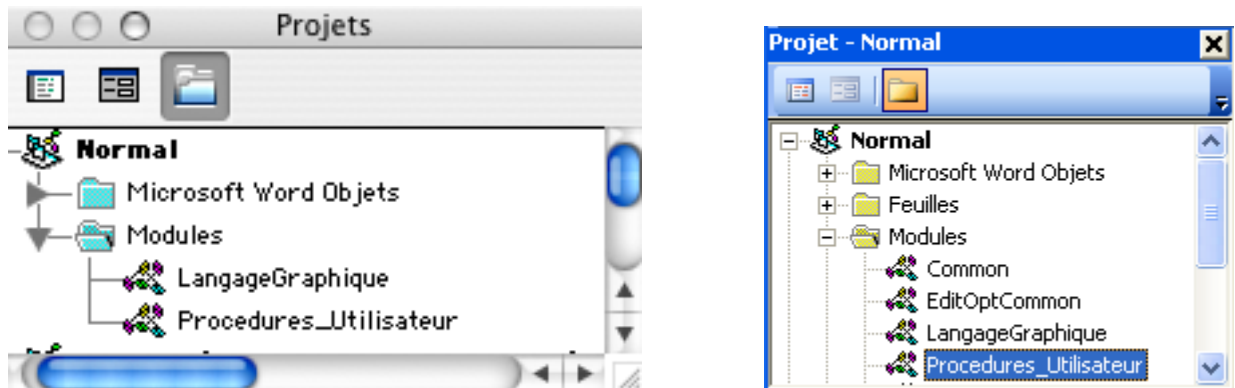 Projets
Normal
Microsoft Word Objets
Modules
LangageGraphique
Procedures_Utilisateur
Projet - Normal
Normal
Microsoft Word Objets
Feuilles
Modules
Common
EditOptCommon
LangageGraphique
Procedures_Utilisateur